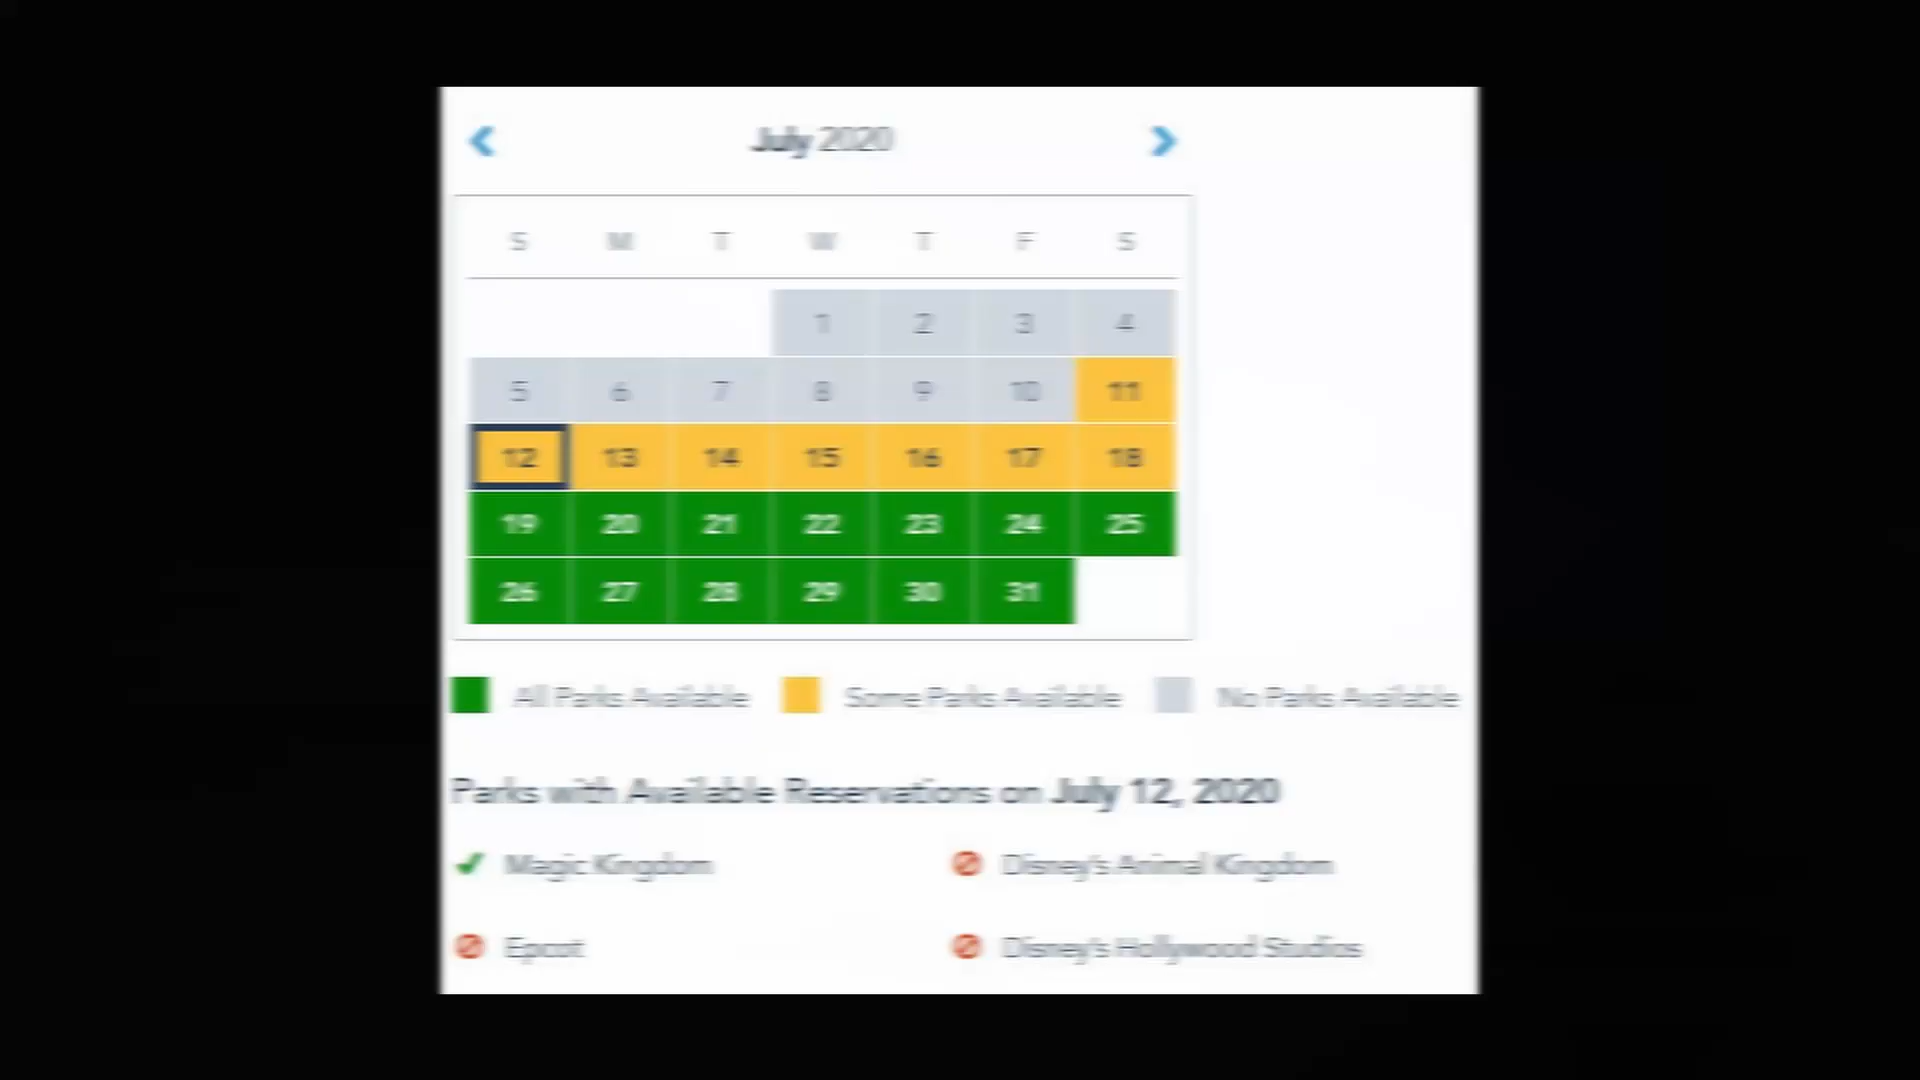 July 2020
S M T W T F S
1 2 3 4
5 6 7 8 9 10 11
12 13 14 15 16 17 18
19 20 21 22 23 24 25
26 27 28 29 30 31
All Parks Available Some Parks Available No Parks Available
Parks with Available Reservations on July 12, 2020
Magic Kingdom Disney's Animal Kingdom
Epcot Disney's Hollywood Studios